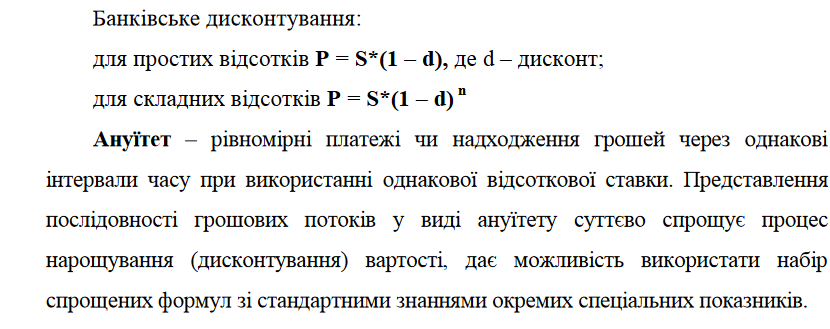 Банківське дисконтування:
для простих відсотків P = S*(1 – d), де d – дисконт;
для складних відсотків P = S*(1 – d) n
Ануїтет – рівномірні платежі чи надходження грошей через однакові
інтервали часу при використанні однакової відсоткової ставки. Представлення
послідовності грошових потоків у виді ануїтету суттєво спрощує процес
нарощування (дисконтування) вартості, дає можливість використати набір
спрощених формул зі стандартними знаннями окремих спеціальних показників.